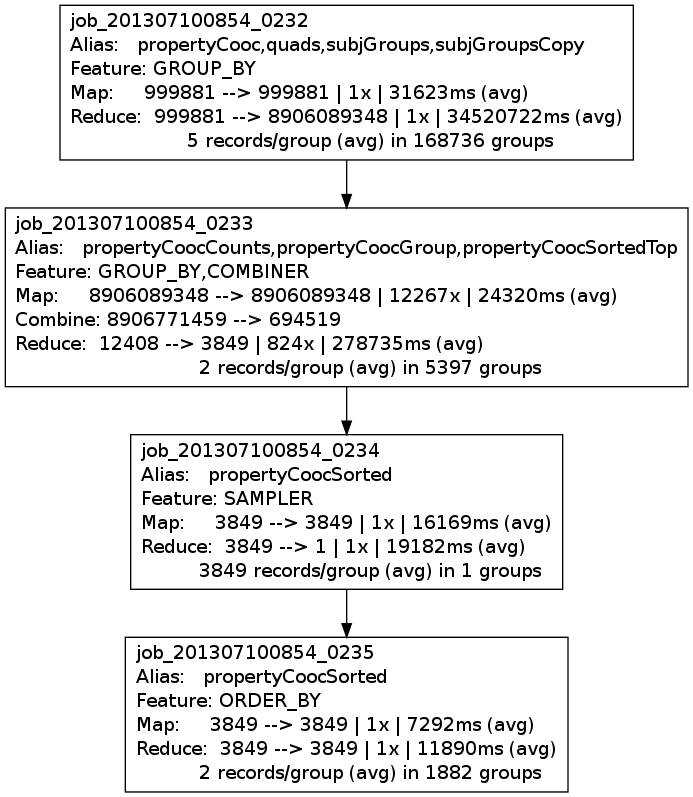 job_201307100854_0232
Alias: propertyCooc,quads,subjGroups,subjGroupsCopy
Feature: GROUP_BY
Map: 999881 --> 999881 | 1x | 31623ms (avg)
Reduce: 999881 --> 8906089348 | 1x | 34520722ms (avg)
5 records/group (avg) in 168736 groups
job_201307100854_0233
Alias: propertyCoocCounts,propertyCoocGroup,propertyCoocSortedTop
Feature: GROUP_BY,COMBINER
Map: 8906089348 --> 8906089348 | 12267x | 24320ms (avg)
Combine: 8906771459 --> 694519
Reduce: 12408 --> 3849 | 824x | 278735ms (avg)
2 records/group (avg) in 5397 groups
job_201307100854_0234
Alias: propertyCoocSorted
Feature: SAMPLER
Map: 3849 --> 3849 | 1x | 16169ms (avg)
Reduce: 3849 --> 1 | 1x | 19182ms (avg)
3849 records/group (avg) in 1 groups
job_201307100854_0235
Alias: propertyCoocSorted
Feature: ORDER_BY
Map: 3849 --> 3849 | 1x | 7292ms (avg)
Reduce: 3849 --> 3849 | 1x | 11890ms (avg)
2 records/group (avg) in 1882 groups